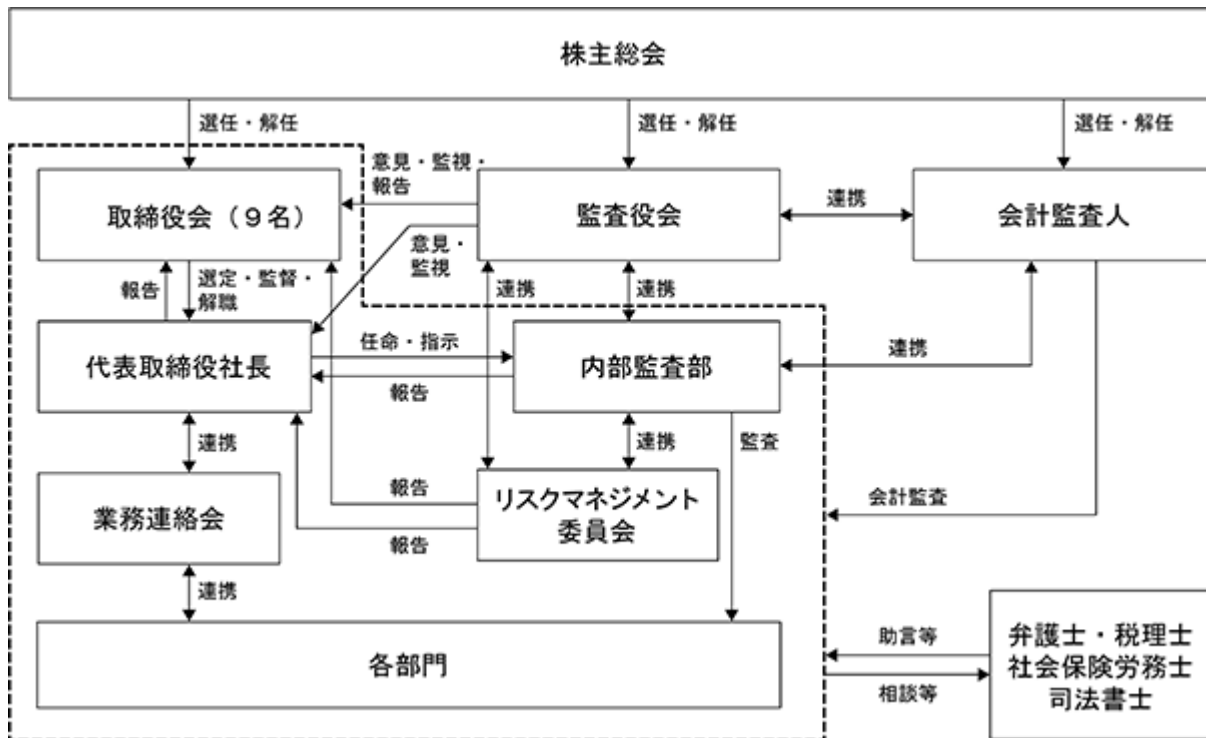 株主総会
選任・解任
選任・解任
選任・解任
取締役会（９名）
意見・監視・
報告
監査役会
連携
会計監査人
報告
選定・監督・
解職
意見・
監視
連携
連携
代表取締役社長
任命・指示
報告
内部監査部
連携
連携
連携
監査
業務連絡会
報告
報告
リスクマネジメント
委員会
会計監査
連携
各部門
助言等
相談等
弁護士・税理士
社会保険労務士
司法書士